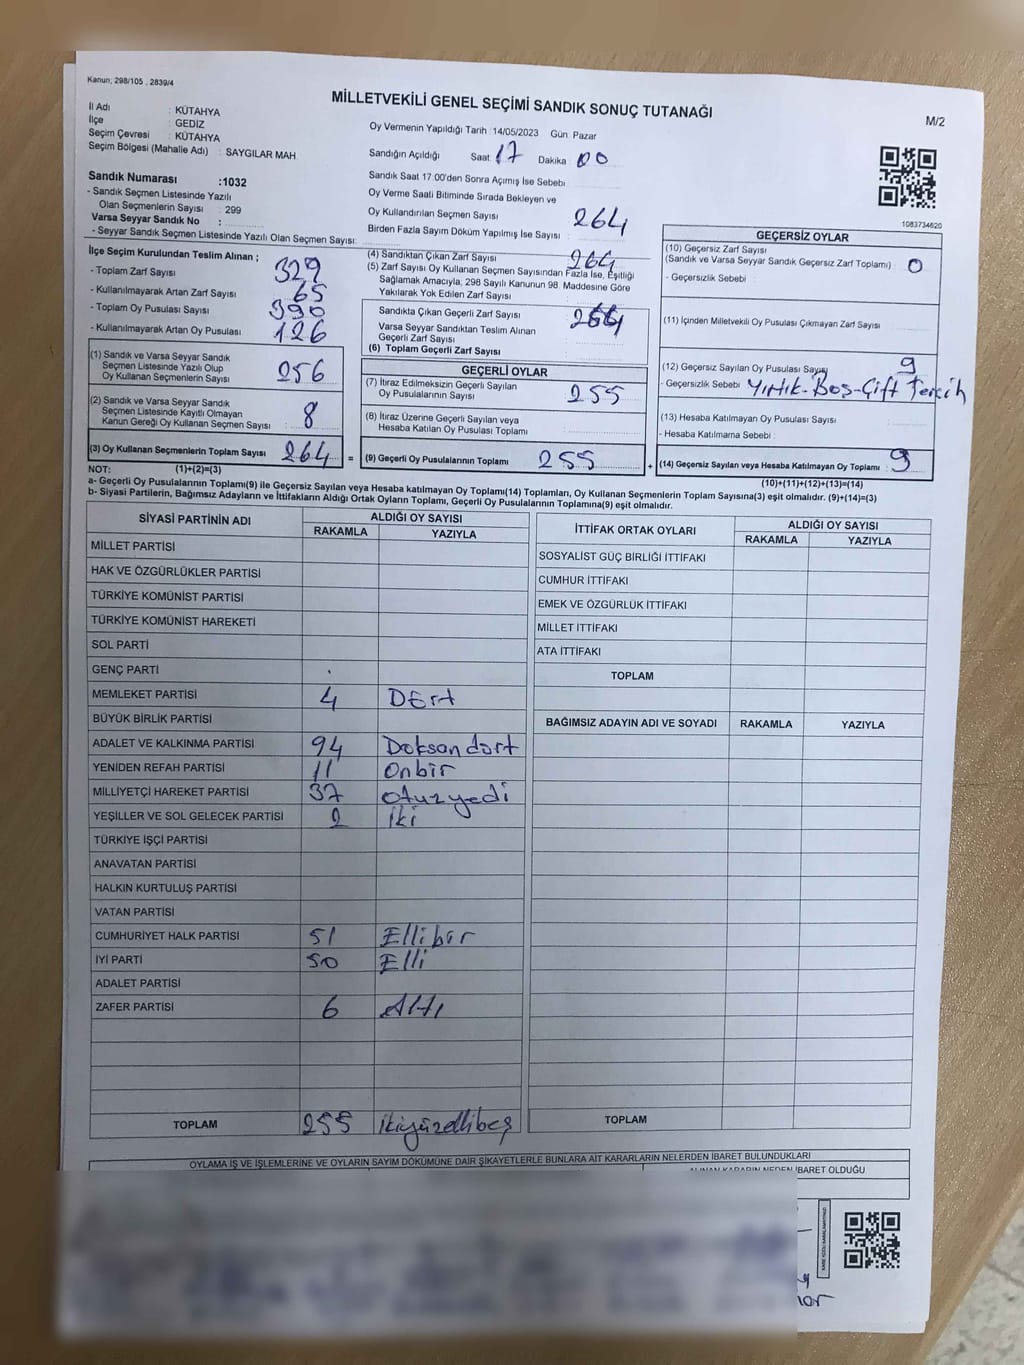 Kanun; 298/105 . 2839/4
MİLLETVEKİLİ GENEL SEÇİMİ SANDIK SONUÇ TUTANAĞI
M/2
İl Adı : KÜTAHYA
İlçe : GEDİZ
Seçim Çevresi : KÜTAHYA
Seçim Bölgesi (Mahalle Adı) : SAYGILAR MAH
Sandık Numarası :1032
- Sandık Seçmen Listesinde Yazılı
Olan Seçmenlerin Sayısı : 299
Varsa Seyyar Sandık No :
- Seyyar Sandık Seçmen Listesinde Yazılı Olan Seçmen Sayısı:
Oy Vermenin Yapıldığı Tarih :14/05/2023 Gün: Pazar
Sandığın Açıldığı Saat : 17 Dakika : 00
Sandık Saat 17:00'den Sonra Açımış İse Sebebi
Oy Verme Saati Bitiminde Sırada Bekleyen ve
Oy Kullandırılan Seçmen Sayısı 264
Birden Fazla Sayım Döküm Yapılmış İse Sayısı :
1083734620
İlçe Seçim Kurulundan Teslim Alınan ;
- Toplam Zarf Sayısı 329
- Kullanılmayarak Artan Zarf Sayısı 65
- Toplam Oy Pusulası Sayısı 390
- Kullanılmayarak Artan Oy Pusulası 126
(1) Sandık ve Varsa Seyyar Sandık
Seçmen Listesinde Yazılı Olup
Oy Kullanan Seçmenlerin Sayısı 256
(2) Sandık ve Varsa Seyyar Sandık
Seçmen Listesinde Kayıtlı Olmayan
Kanun Gereği Oy Kullanan Seçmen Sayısı : 8
(3) Oy Kullanan Seçmenlerin Toplam Sayısı 264 =
(4) Sandıktan Çıkan Zarf Sayısı 264
(5) Zarf Sayısı Oy Kullanan Seçmen Sayısından Fazla İse, Eşitliği
Sağlamak Amacıyla, 298 Sayılı Kanunun 98. Maddesine Göre
Yakılarak Yok Edilen Zarf Sayısı :
Sandıkta Çıkan Geçerli Zarf Sayısı : 264
Varsa Seyyar Sandıktan Teslim Alınan
Geçerli Zarf Sayısı :
(6) Toplam Geçerli Zarf Sayısı
GEÇERLİ OYLAR
(7) İtiraz Edilmeksizin Geçerli Sayılan
Oy Pusulalarının Sayısı : 255
(8) İtiraz Üzerine Geçerli Sayılan veya
Hesaba Katılan Oy Pusulaları Toplamı
(9) Geçerli Oy Pusulalarının Toplamı : 255 +
GEÇERSİZ OYLAR
(10) Geçersiz Zarf Sayısı
(Sandık ve Varsa Seyyar Sandık Geçersiz Zarf Toplamı) : 0
- Geçersizlik Sebebi :
(11) İçinden Milletvekili Oy Pusulası Çıkmayan Zarf Sayısı
(12) Geçersiz Sayılan Oy Pusulası Sayısı 9
- Geçersizlik Sebebi : Yırtık-Boş-Çift Tercih
(13) Hesaba Katılmayan Oy Pusulası Sayısı :
- Hesaba Katılmama Sebebi :
(14) Geçersiz Sayılan veya Hesaba Katılmayan Oy Toplamı : 9
NOT: (1)+(2)=(3)
(10)+(11)+(12)+(13)=(14)
a- Geçerli Oy Pusulalarının Toplamı(9) ile Geçersiz Sayılan veya Hesaba katılmayan Oy Toplamı(14) Toplamları, Oy Kullanan Seçmenlerin Toplam Sayısına(3) eşit olmalıdır. (9)+(14)=(3)
b- Siyasi Partilerin, Bağımsız Adayların ve İttifakların Aldığı Ortak Oyların Toplamı, Geçerli Oy Pusulalarının Toplamına(9) eşit olmalıdır.
SİYASİ PARTİNİN ADI ALDIĞI OY SAYISI
RAKAMLA YAZIYLA
MİLLET PARTİSİ
HAK VE ÖZGÜRLÜKLER PARTİSİ
TÜRKİYE KOMÜNİST PARTİSİ
TÜRKİYE KOMÜNİST HAREKETİ
SOL PARTİ
GENÇ PARTİ
MEMLEKET PARTİSİ 4 Dört
BÜYÜK BİRLİK PARTİSİ
ADALET VE KALKINMA PARTİSİ 94 Doksan dört
YENİDEN REFAH PARTİSİ 11 Onbir
MİLLİYETÇİ HAREKET PARTİSİ 37 otuzyedi
YEŞİLLER VE SOL GELECEK PARTİSİ 2 iki
TÜRKİYE İŞÇİ PARTİSİ
ANAVATAN PARTİSİ
HALKIN KURTULUŞ PARTİSİ
VATAN PARTİSİ
CUMHURİYET HALK PARTİSİ 51 Ellibir
İYİ PARTİ 50 Elli
ADALET PARTİSİ
ZAFER PARTİSİ 6 Altı
TOPLAM 255 ikiyüzellibeş
İTTİFAK ORTAK OYLARI ALDIĞI OY SAYISI
RAKAMLA YAZIYLA
SOSYALİST GÜÇ BİRLİĞİ İTTİFAKI
CUMHUR İTTİFAKI
EMEK VE ÖZGÜRLÜK İTTİFAKI
MİLLET İTTİFAKI
ATA İTTİFAKI
TOPLAM
BAĞIMSIZ ADAYIN ADI VE SOYADI RAKAMLA YAZIYLA
TOPLAM
OYLAMA İŞ VE İŞLEMLERİNE VE OYLARIN SAYIM DÖKÜMÜNE DAİR ŞİKAYETLERLE BUNLARA AİT KARARLARIN NELERDEN İBARET BULUNDUKLARI
ALINAN KARARIN NEDEN İBARET OLDUĞU